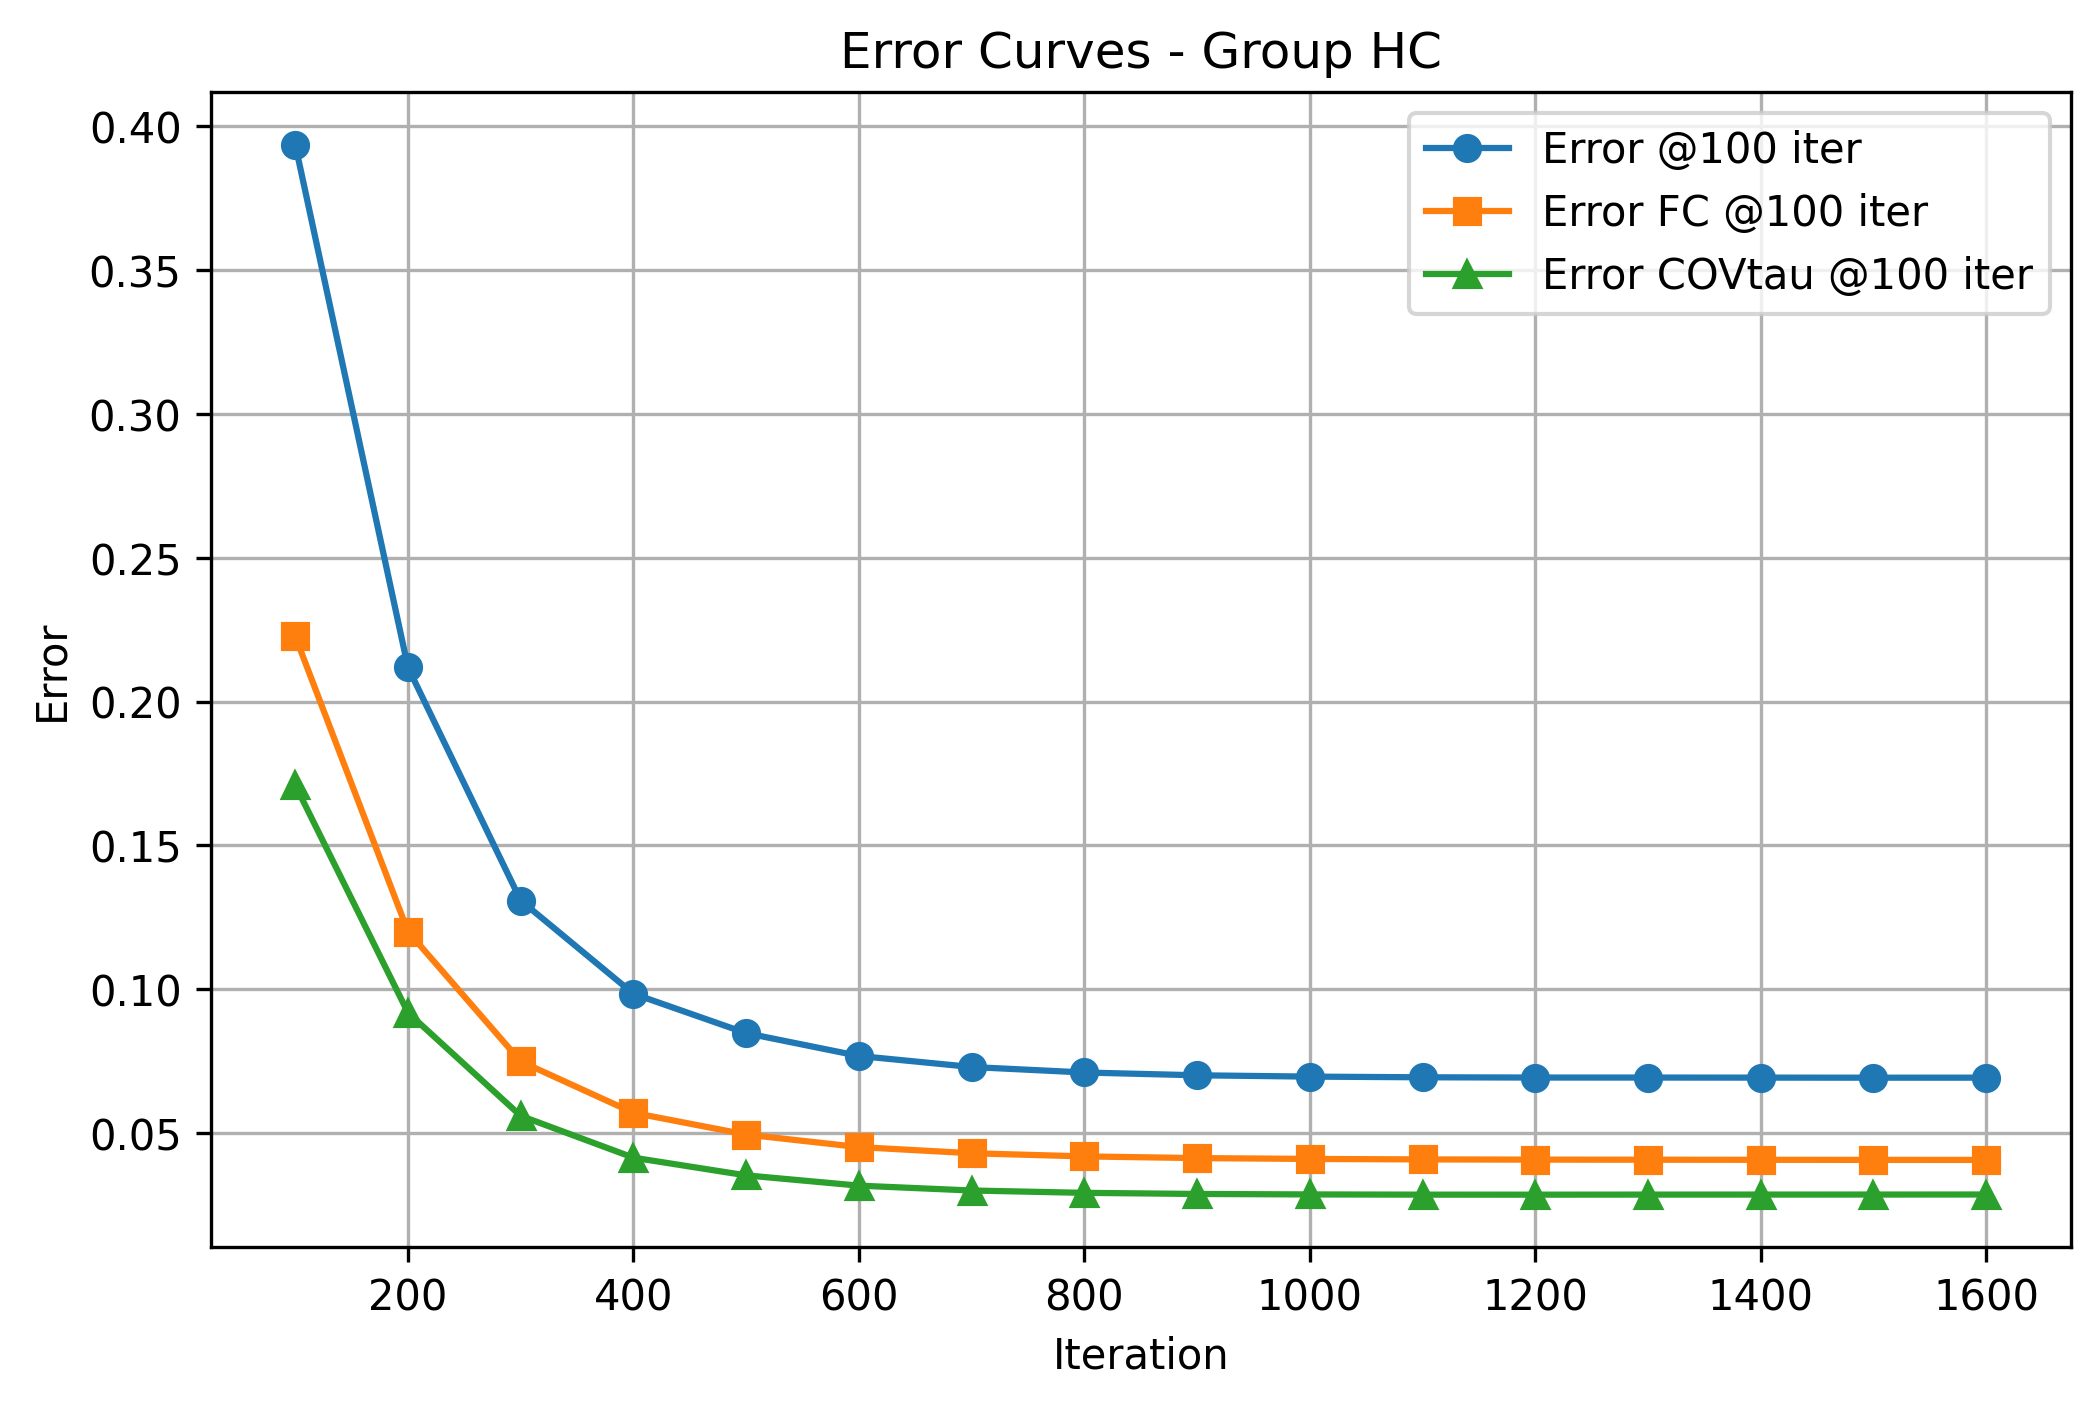 Error Curves - Group HC
Error @100 iter
Error FC @100 iter
Error COVtau @100 iter
Error
0.40
0.35
0.30
0.25
0.20
0.15
0.10
0.05
200 400 600 800 1000 1200 1400 1600
Iteration